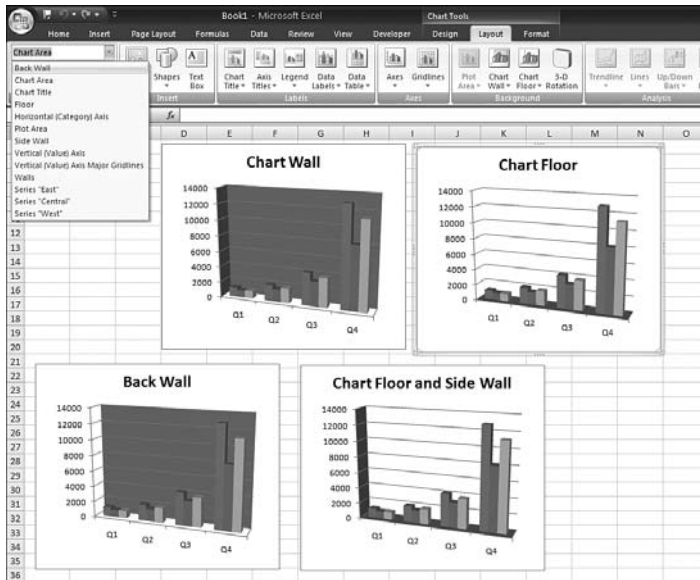 Book1 - Microsoft Excel
Chart Tools
Home Insert Page Layout Formulas Data Review View Developer Design Layout Format
Chart Area
Shapes Text Box Chart Title Axis Titles Legend Data Labels Data Table Axes Gridlines Plot Area Chart Wall Chart Floor 3-D Rotation Trendline Lines Up/Down Bars
Insert Labels Axes Background Analysis
Back Wall
Chart Area
Chart Title
Floor
Horizontal (Category) Axis
Plot Area
Side Wall
Vertical (Value) Axis
Vertical (Value) Axis Major Gridlines
Walls
Series "East"
Series "Central"
Series "West"
fx
D E F G H I J K L M N O
12
13
14
15
16
17
18
19
20
21
22
23
24
25
26
27
28
29
30
31
32
33
34
35
36
Chart Wall
14000
12000
10000
8000
6000
4000
2000
0
Q1 Q2 Q3 Q4
Chart Floor
14000
12000
10000
8000
6000
4000
2000
0
Q1 Q2 Q3 Q4
Back Wall
14000
12000
10000
8000
6000
4000
2000
0
Q1 Q2 Q3 Q4
Chart Floor and Side Wall
14000
12000
10000
8000
6000
4000
2000
0
Q1 Q2 Q3 Q4